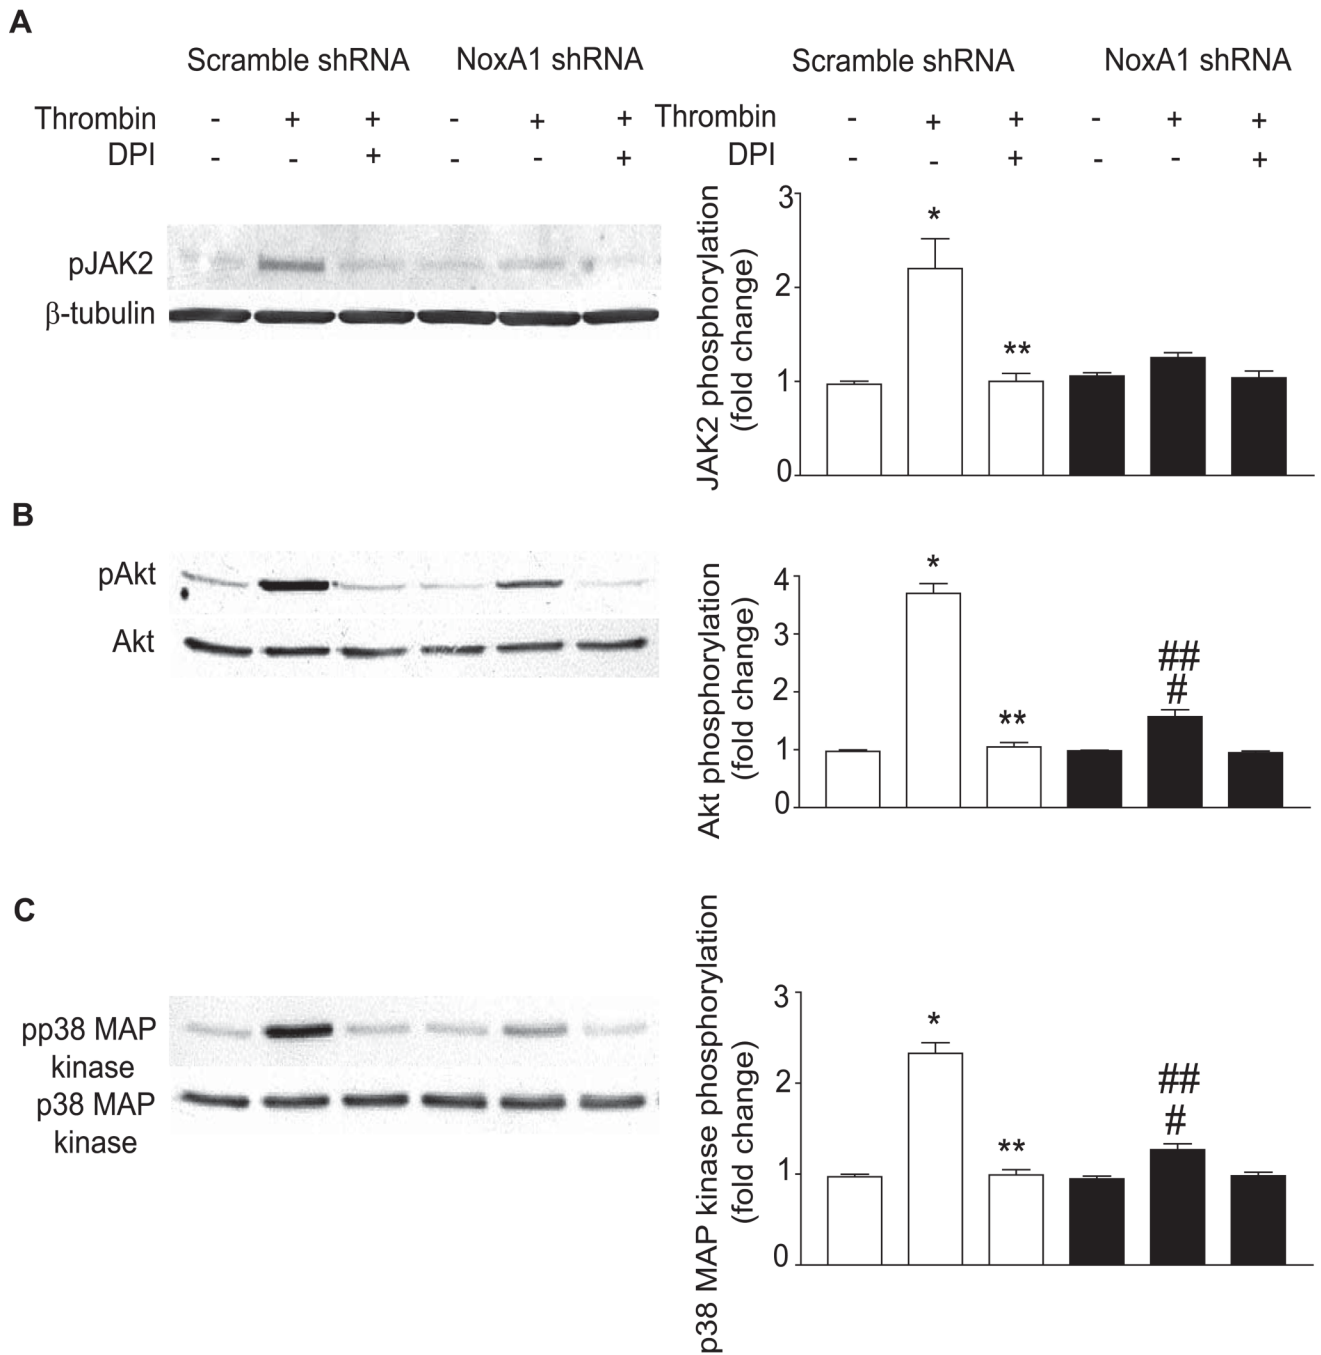 A
Scramble shRNA NoxA1 shRNA
Thrombin - + + - + +
DPI - - + - - +
pJAK2
β-tubulin
Scramble shRNA NoxA1 shRNA
Thrombin - + + - + +
DPI - - + - - +
JAK2 phosphorylation
(fold change)
3
2
1
0
*
**
B
pAkt
Akt
Akt phosphorylation
(fold change)
4
3
2
1
0
*
**
##
#
C
pp38 MAP
kinase
p38 MAP
kinase
p38 MAP kinase phosphorylation
(fold change)
3
2
1
0
*
**
##
#